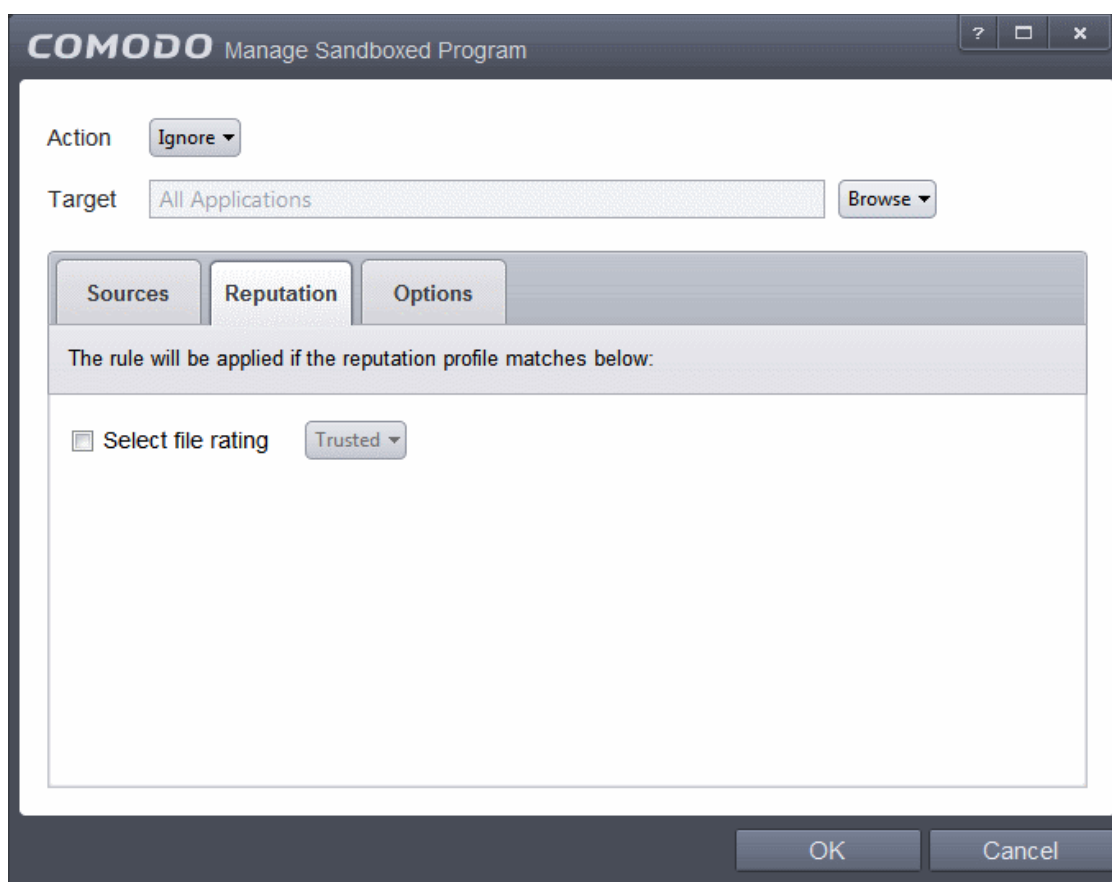 COMODO Manage Sandboxed Program
?
Action Ignore
Target All Applications Browse
Sources Reputation Options
The rule will be applied if the reputation profile matches below:
Select file rating Trusted
OK Cancel